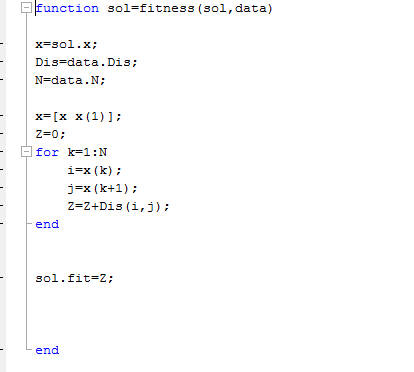 function sol=fitness(sol,data)
x=sol.x;
Dis=data.Dis;
N=data.N;
x=[x x(1)];
Z=0;
for k=1:N
i=x(k);
j=x(k+1);
Z=Z+Dis(i,j);
end
sol.fit=Z;
end